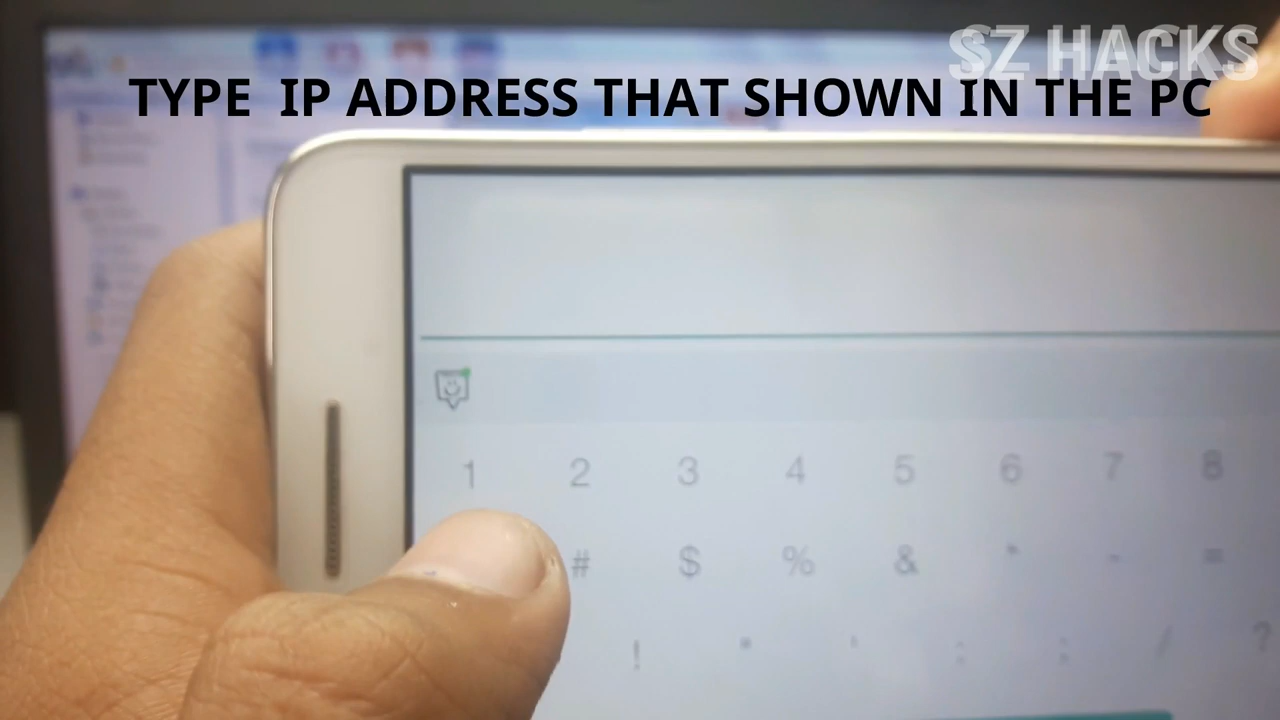 SZ HACKS
TYPE IP ADDRESS THAT SHOWN IN THE PC
1 2 3 4 5 6 7 8
# $ % & * - =
! " ' : ; / ?